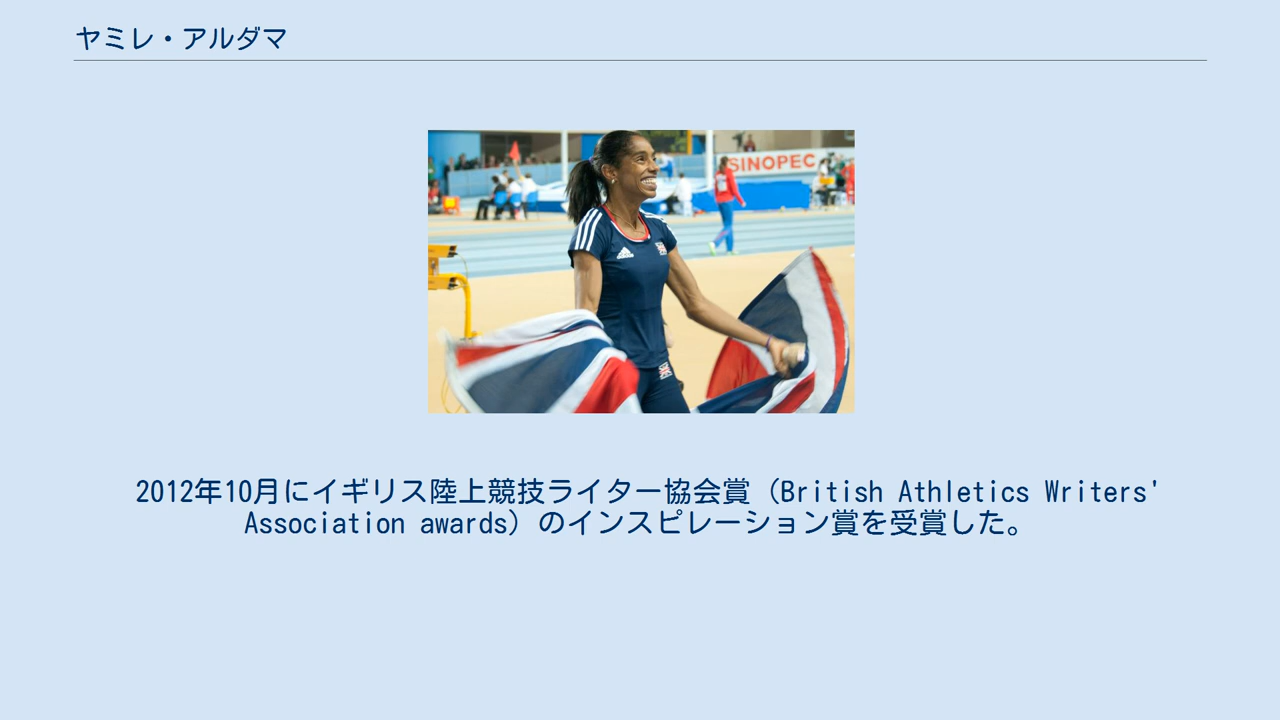 ヤミレ・アルダマ
SINOPEC
2012年10月にイギリス陸上競技ライター協会賞（British Athletics Writers'
Association awards）のインスピレーション賞を受賞した。